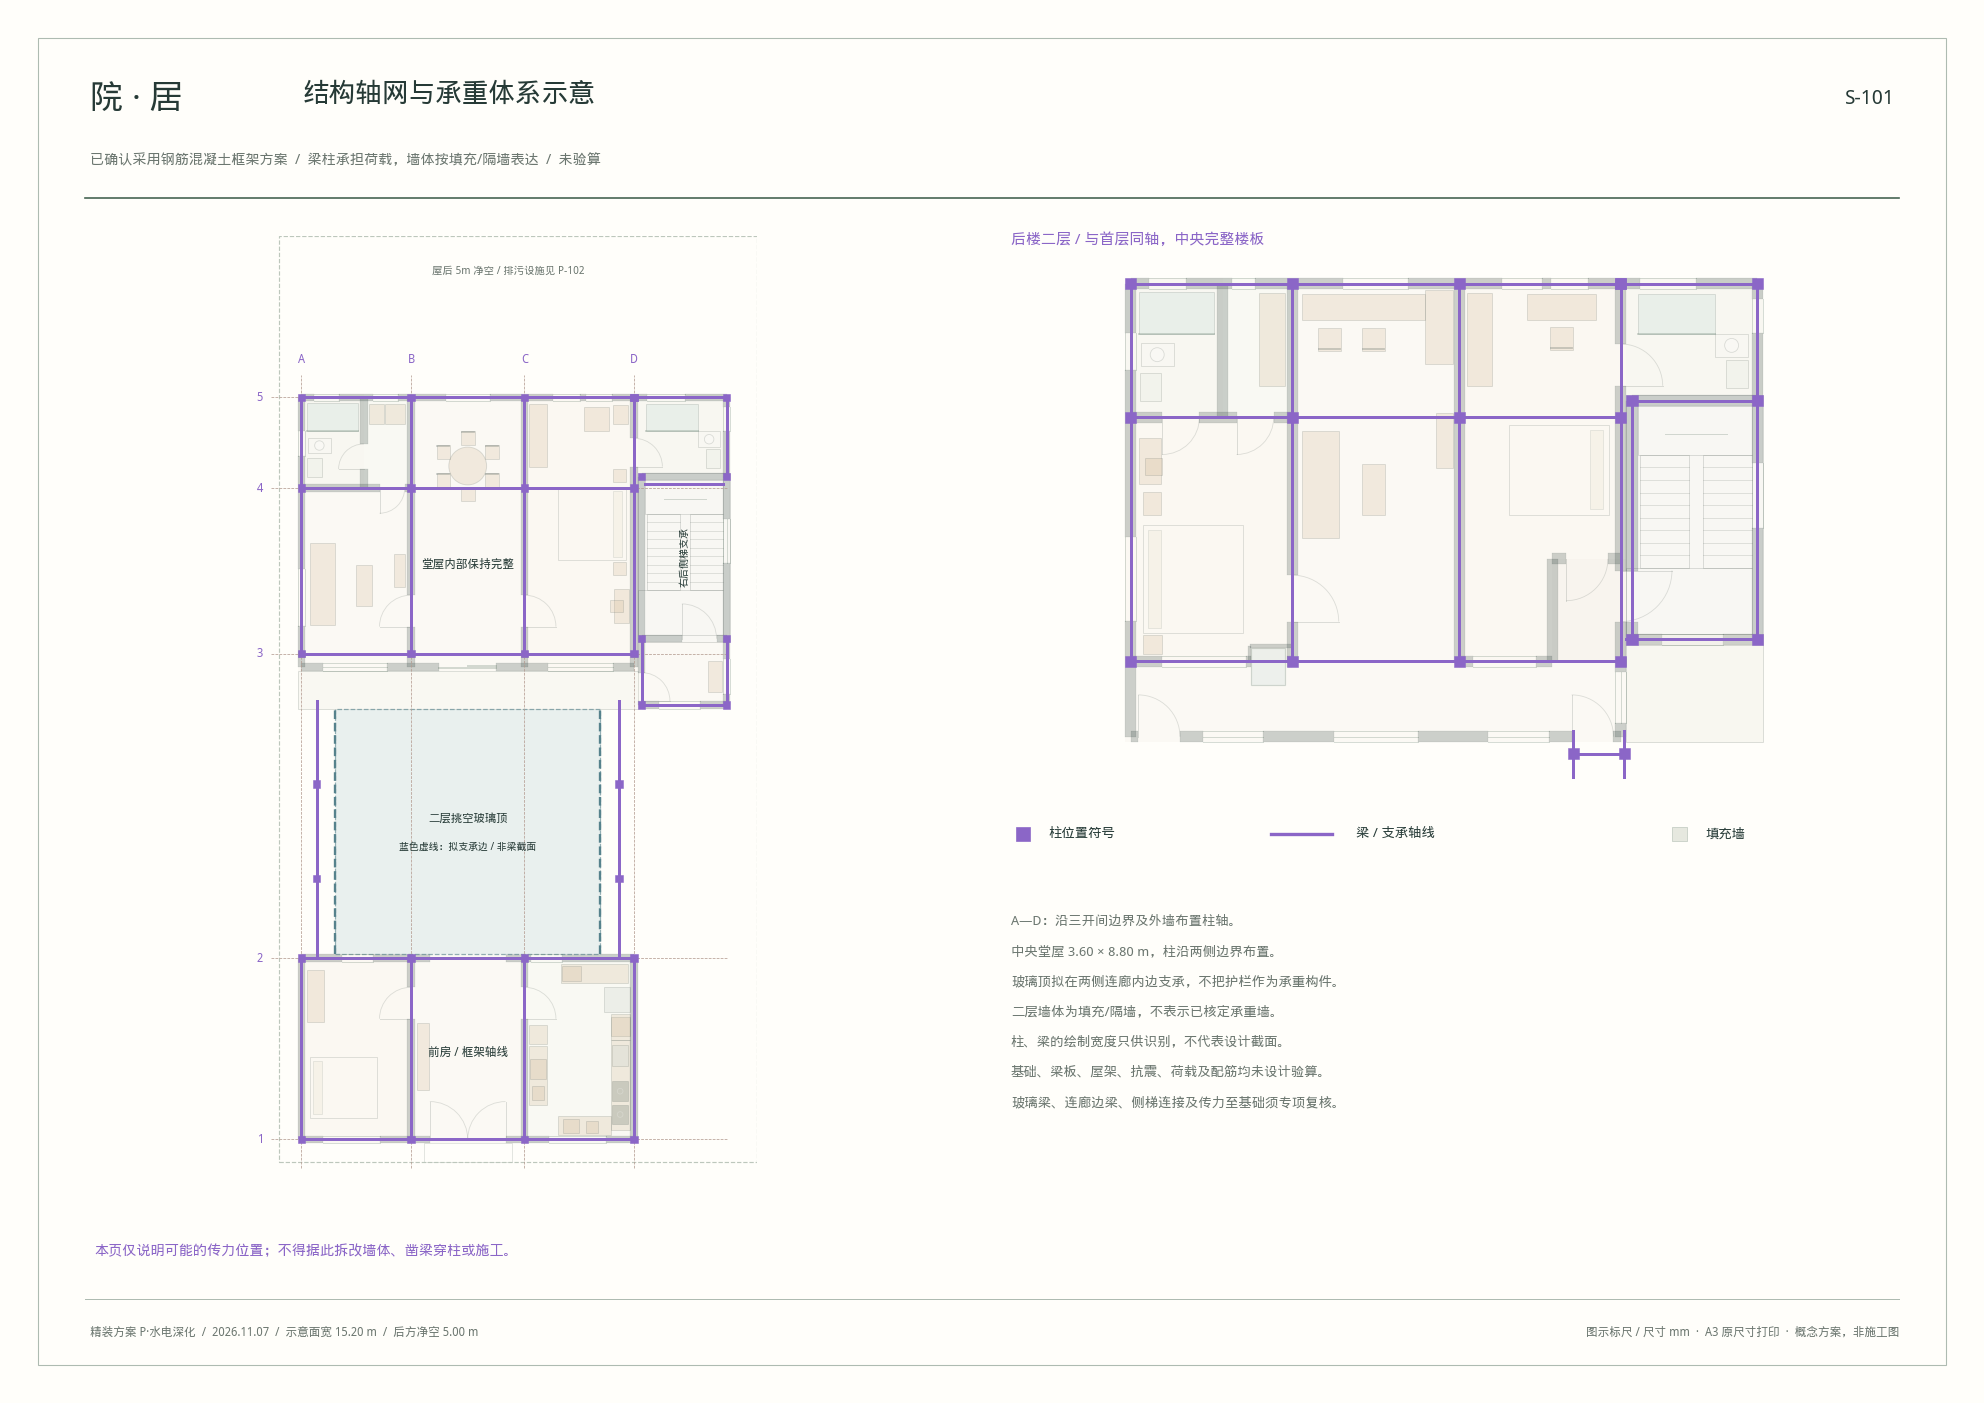 院 · 居
结构轴网与承重体系示意
S-101
已确认采用钢筋混凝土框架方案 / 梁柱承担荷载，墙体按填充/隔墙表达 / 未验算
屋后 5m 净空 / 排污设施见 P-102
A
B
C
D
5
4
3
2
1
堂屋内部保持完整
右后侧梯支承
二层挑空玻璃顶
蓝色虚线：拟支承边 / 非梁截面
前房 / 框架轴线
后楼二层 / 与首层同轴，中央完整楼板
柱位置符号
梁 / 支承轴线
填充墙
A—D：沿三开间边界及外墙布置柱轴。
中央堂屋 3.60 × 8.80 m，柱沿两侧边界布置。
玻璃顶拟在两侧连廊内边支承，不把护栏作为承重构件。
二层墙体为填充/隔墙，不表示已核定承重墙。
柱、梁的绘制宽度只供识别，不代表设计截面。
基础、梁板、屋架、抗震、荷载及配筋均未设计验算。
玻璃梁、连廊边梁、侧梯连接及传力至基础须专项复核。
本页仅说明可能的传力位置；不得据此拆改墙体、凿梁穿柱或施工。
精装方案 P·水电深化 / 2026.11.07 / 示意面宽 15.20 m / 后方净空 5.00 m
图示标尺 / 尺寸 mm · A3 原尺寸打印 · 概念方案，非施工图